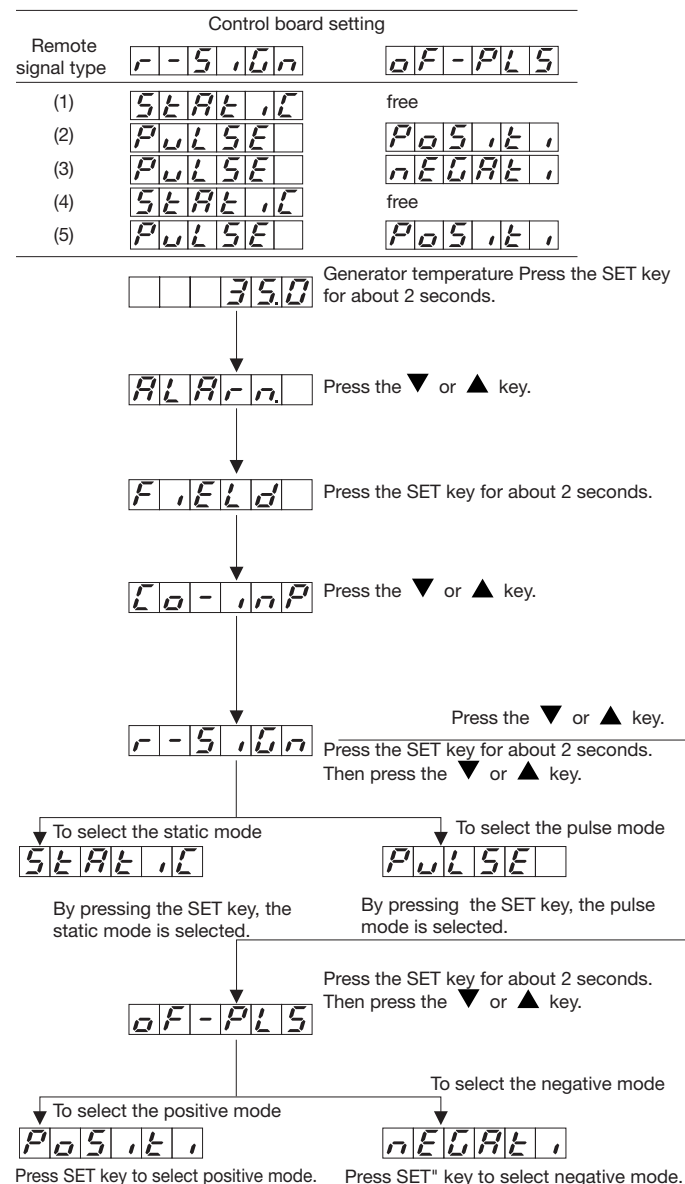 Control board setting
Remote signal type r-SiGn oF-PLS
(1) StAtiC free
(2) PuLSE PoSiti
(3) PuLSE nEGAti
(4) StAtiC free
(5) PuLSE PoSiti
35.0 Generator temperature Press the SET key
for about 2 seconds.
ALArn. Press the ▼ or ▲ key.
FiELd Press the SET key for about 2 seconds.
Co-inP Press the ▼ or ▲ key.
Press the ▼ or ▲ key.
r-SiGn Press the SET key for about 2 seconds.
Then press the ▼ or ▲ key.
To select the static mode To select the pulse mode
StAtiC PuLSE
By pressing the SET key, the By pressing the SET key, the pulse
static mode is selected. mode is selected.
Press the SET key for about 2 seconds.
oF-PLS Then press the ▼ or ▲ key.
To select the negative mode
To select the positive mode
PoSiti nEGAti
Press SET key to select positive mode. Press SET" key to select negative mode.